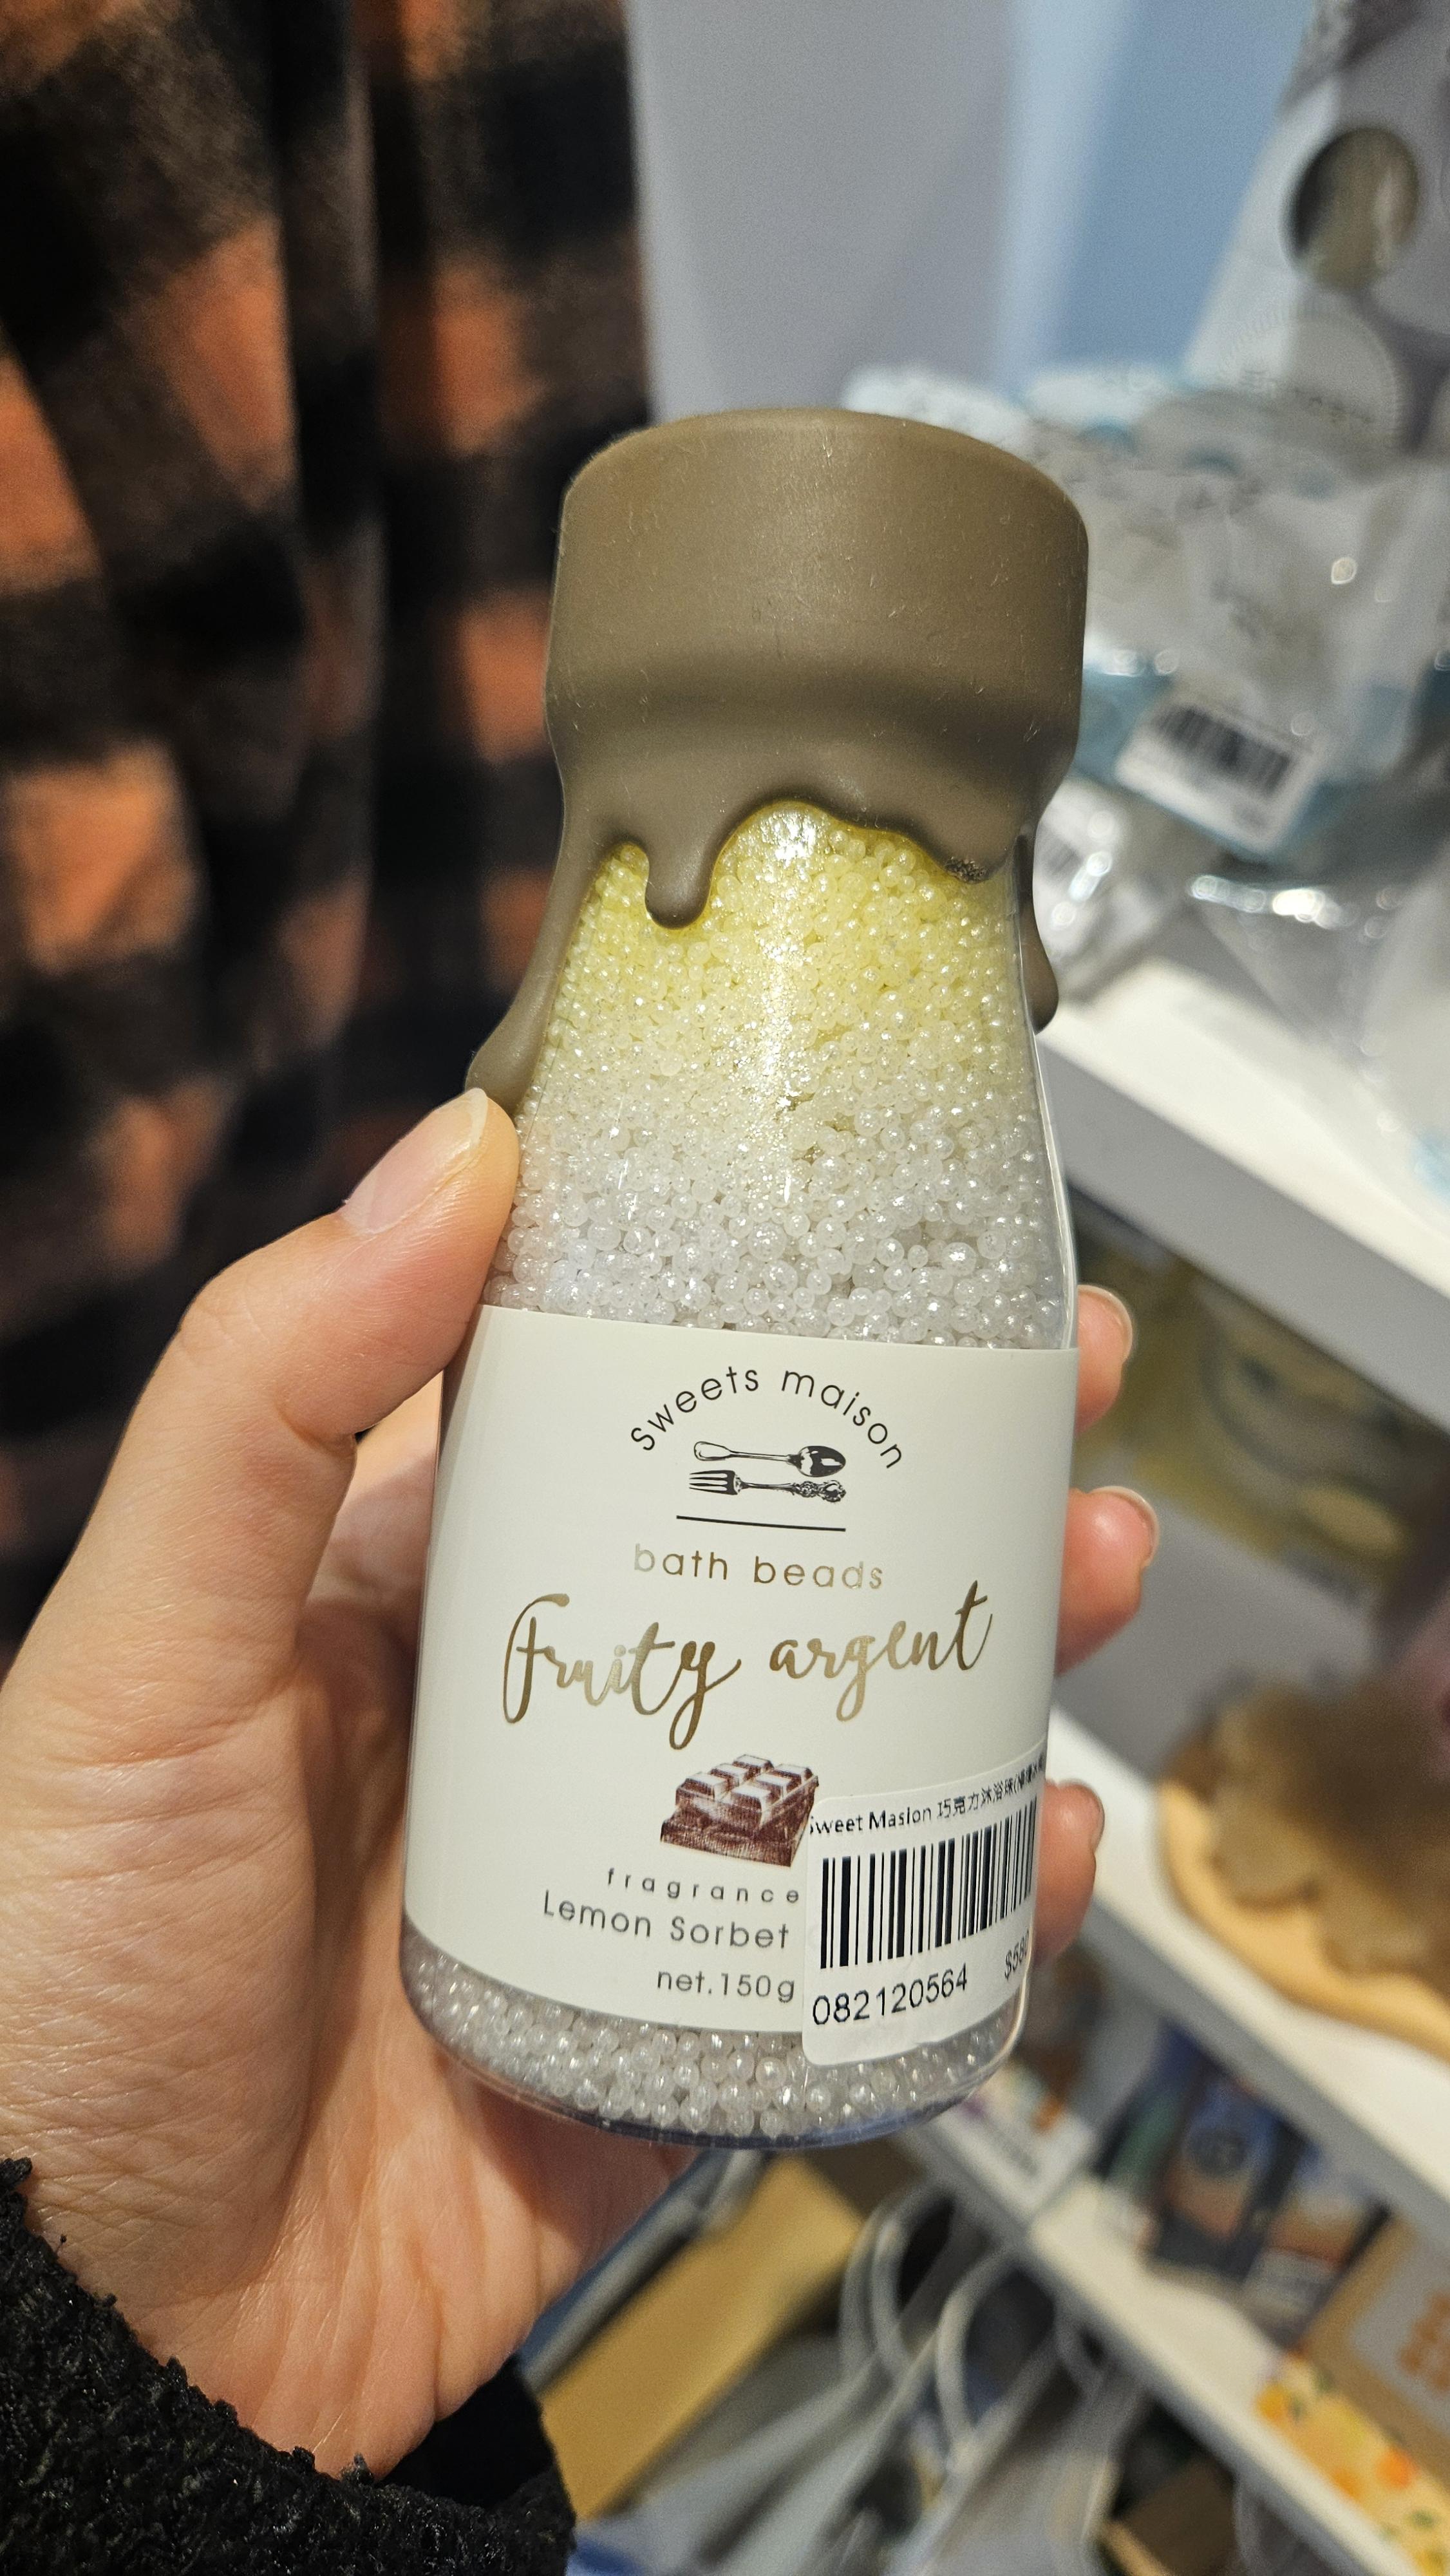 Sweets maison
bath beads
Fruity argent
fragrance
Lemon Sorbet
net.150g
Sweet Masion 巧克力沐浴球
082120564